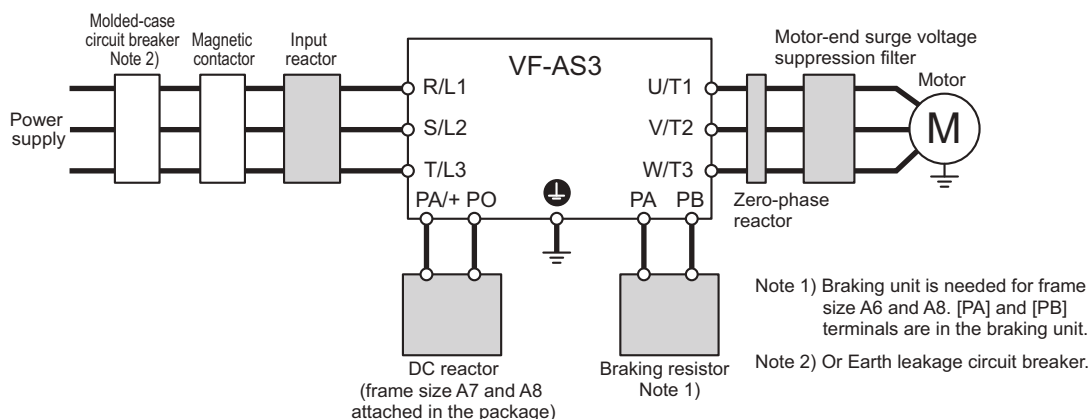 Molded-case
circuit breaker
Note 2)
Magnetic
contactor
Input
reactor
VF-AS3
Motor-end surge voltage
suppression filter
Motor
Power
supply
R/L1
S/L2
T/L3
U/T1
V/T2
W/T3
M
PA/+ PO
PA PB
Zero-phase
reactor
DC reactor
(frame size A7 and A8
attached in the package)
Braking resistor
Note 1)
Note 1) Braking unit is needed for frame
size A6 and A8. [PA] and [PB]
terminals are in the braking unit.
Note 2) Or Earth leakage circuit breaker.